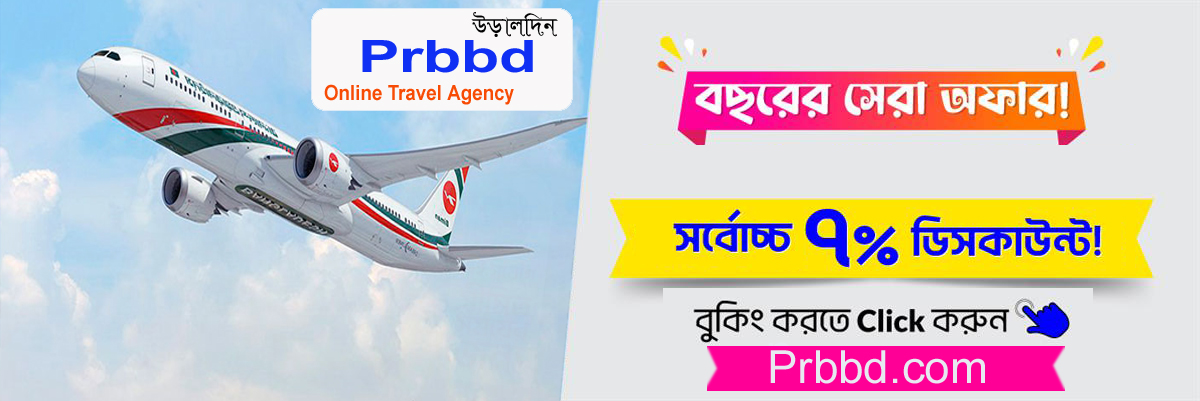 উড়ালদিন
Prbbd
Online Travel Agency
বছরের সেরা অফার!
সর্বোচ্চ ৭% ডিসকাউন্ট!
বুকিং করতে Click করুন
Prbbd.com